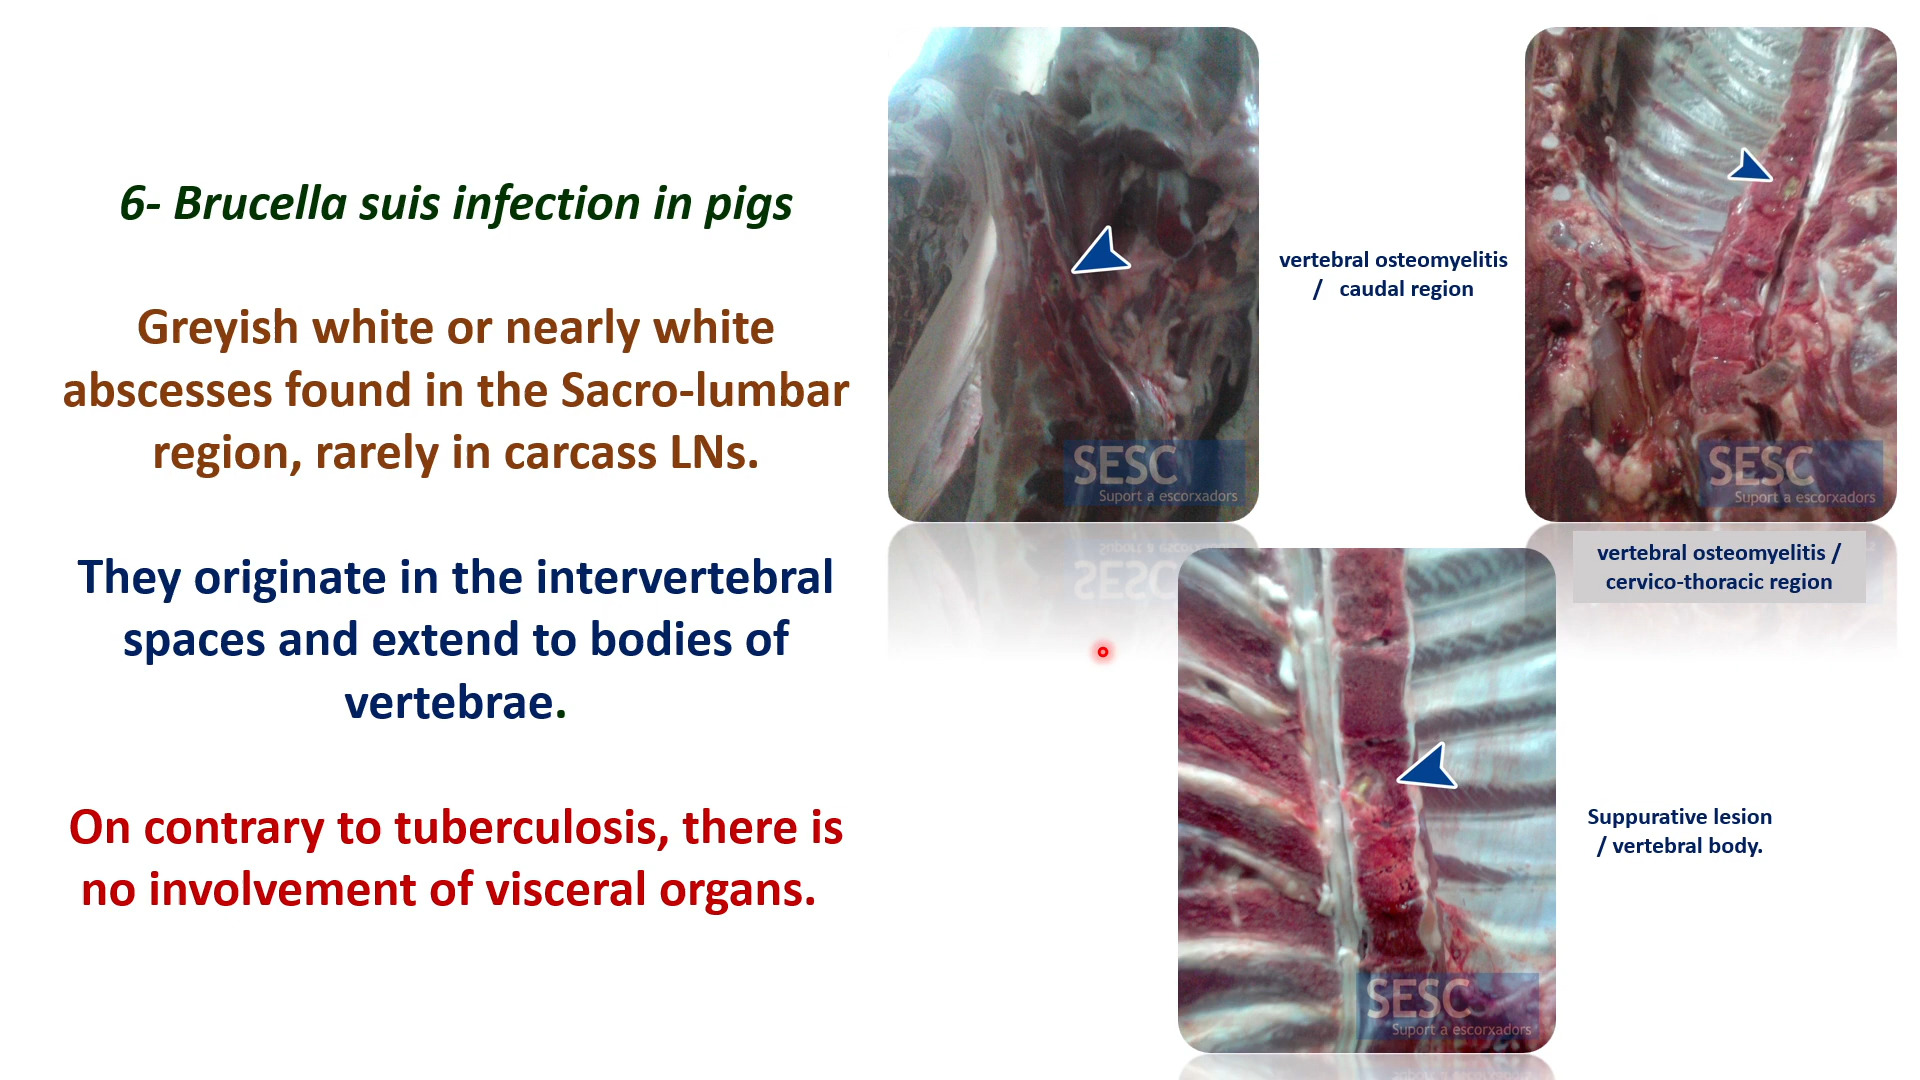 6- Brucella suis infection in pigs
Greyish white or nearly white
abscesses found in the Sacro-lumbar
region, rarely in carcass LNs.
They originate in the intervertebral
spaces and extend to bodies of
vertebrae.
On contrary to tuberculosis, there is
no involvement of visceral organs.
vertebral osteomyelitis
/ caudal region
SESC
Suport a escorxadors
SESC
Suport a escorxadors
vertebral osteomyelitis /
cervico-thoracic region
Suppurative lesion
/ vertebral body.
SESC
Suport a escorxadors